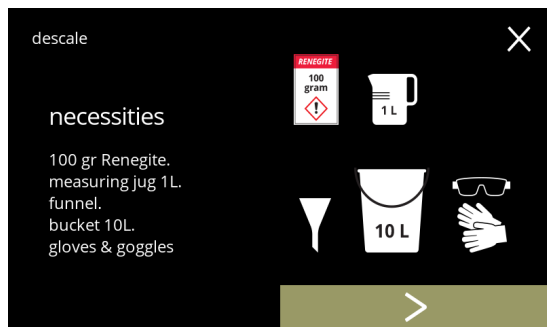 descale
necessities
100 gr Renegite.
measuring jug 1L.
funnel.
bucket 10L.
gloves & goggles
RENEGITE
100
gram
1 L
10 L